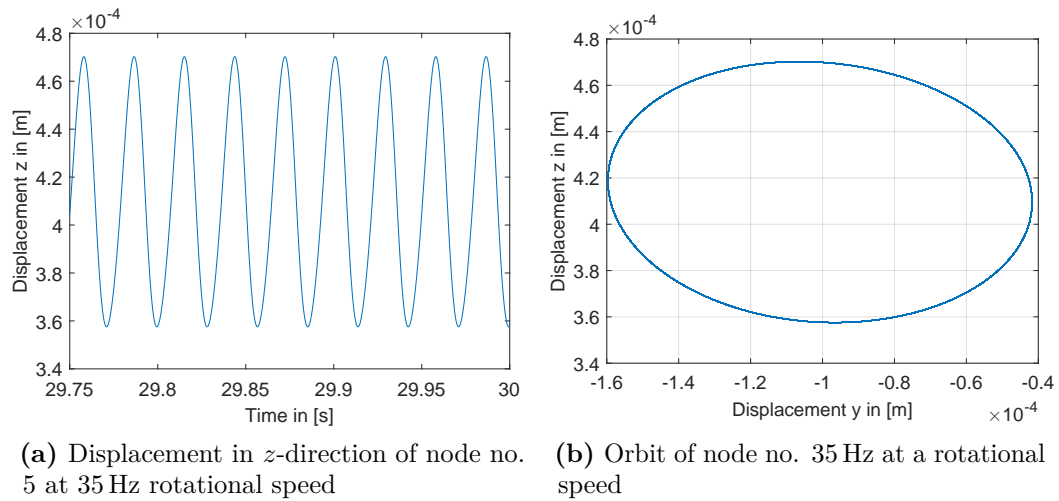 ×10⁻⁴
4.8
4.6
4.4
4.2
4
3.8
3.6
3.4
Displacement z in [m]
29.75 29.8 29.85 29.9 29.95 30
Time in [s]
×10⁻⁴
4.8
4.6
4.4
4.2
4
3.8
3.6
3.4
Displacement z in [m]
-1.6 -1.4 -1.2 -1 -0.8 -0.6 -0.4
Displacement y in [m] ×10⁻⁴
(a) Displacement in z-direction of node no.
5 at 35 Hz rotational speed
(b) Orbit of node no. 35 Hz at a rotational
speed